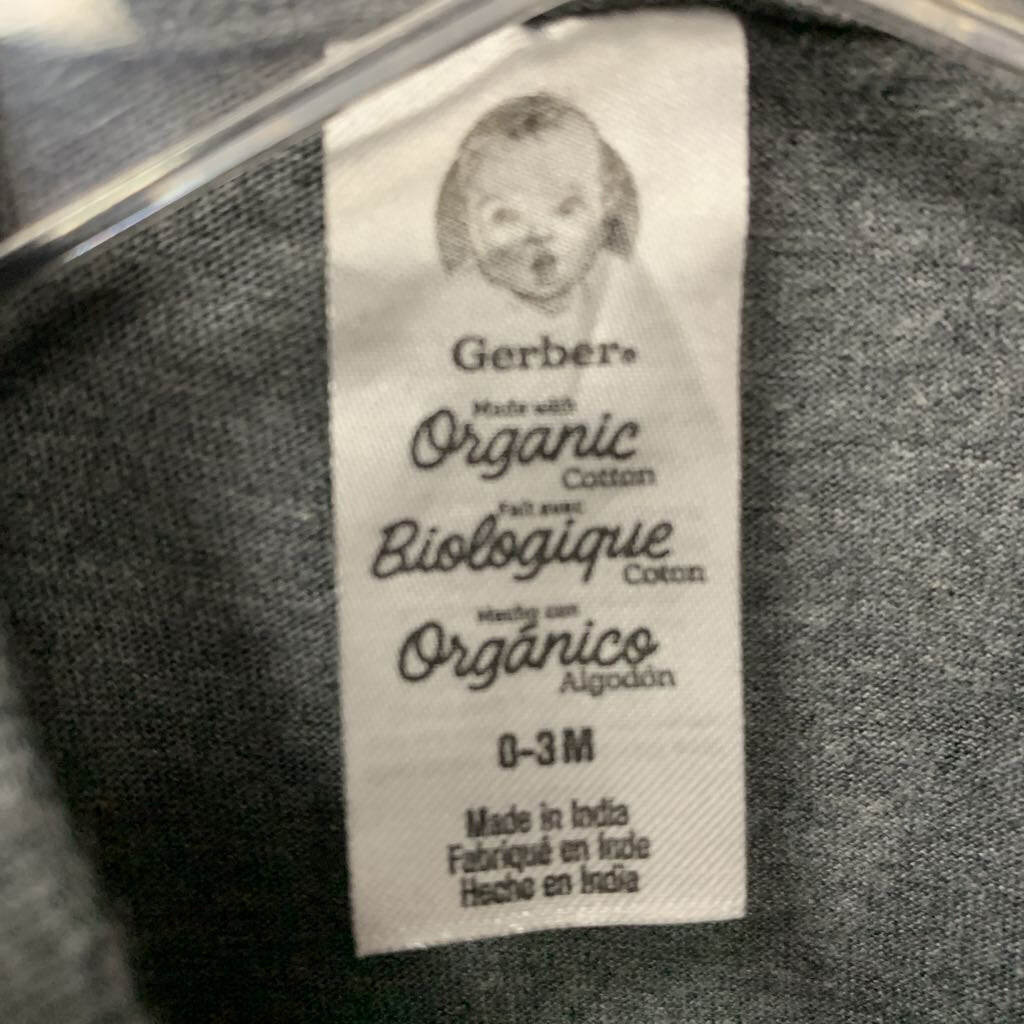 Gerber®
Made with
Organic
Cotton
Fait avec
Biologique
Coton
Hecho con
Orgánico
Algodón
0-3 M
Made in India
Fabriqué en Inde
Hecho en India